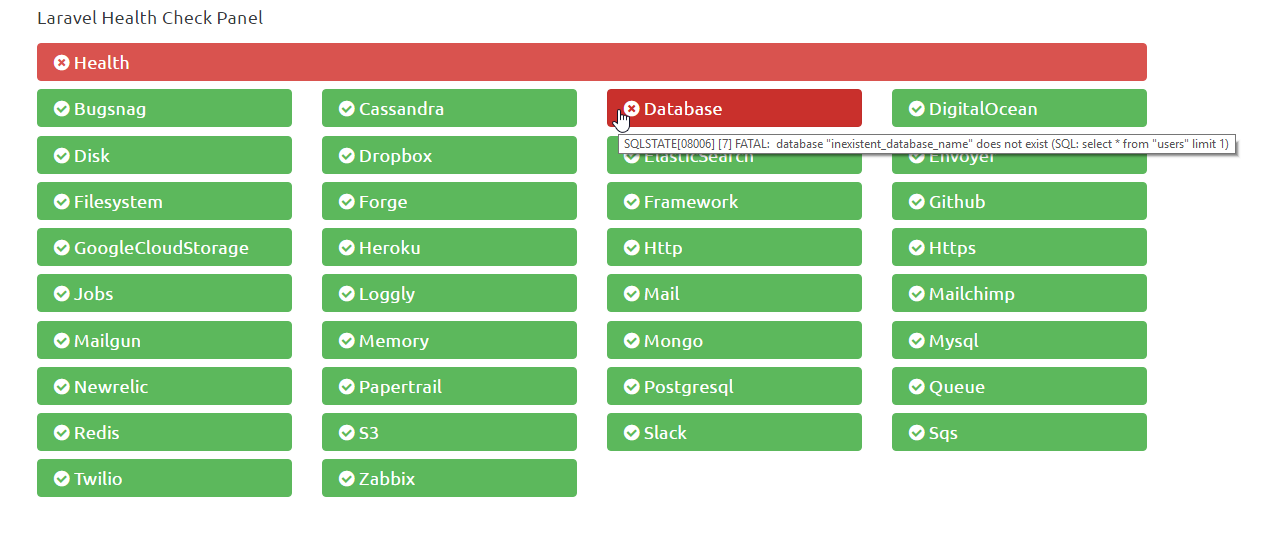 Laravel Health Check Panel
Health
Bugsnag
Cassandra
Database
DigitalOcean
SQLSTATE[08006] [7] FATAL:  database "inexistent_database_name" does not exist (SQL: select * from "users" limit 1)
Disk
Dropbox
ElasticSearch
Envoyer
Filesystem
Forge
Framework
Github
GoogleCloudStorage
Heroku
Http
Https
Jobs
Loggly
Mail
Mailchimp
Mailgun
Memory
Mongo
Mysql
Newrelic
Papertrail
Postgresql
Queue
Redis
S3
Slack
Sqs
Twilio
Zabbix